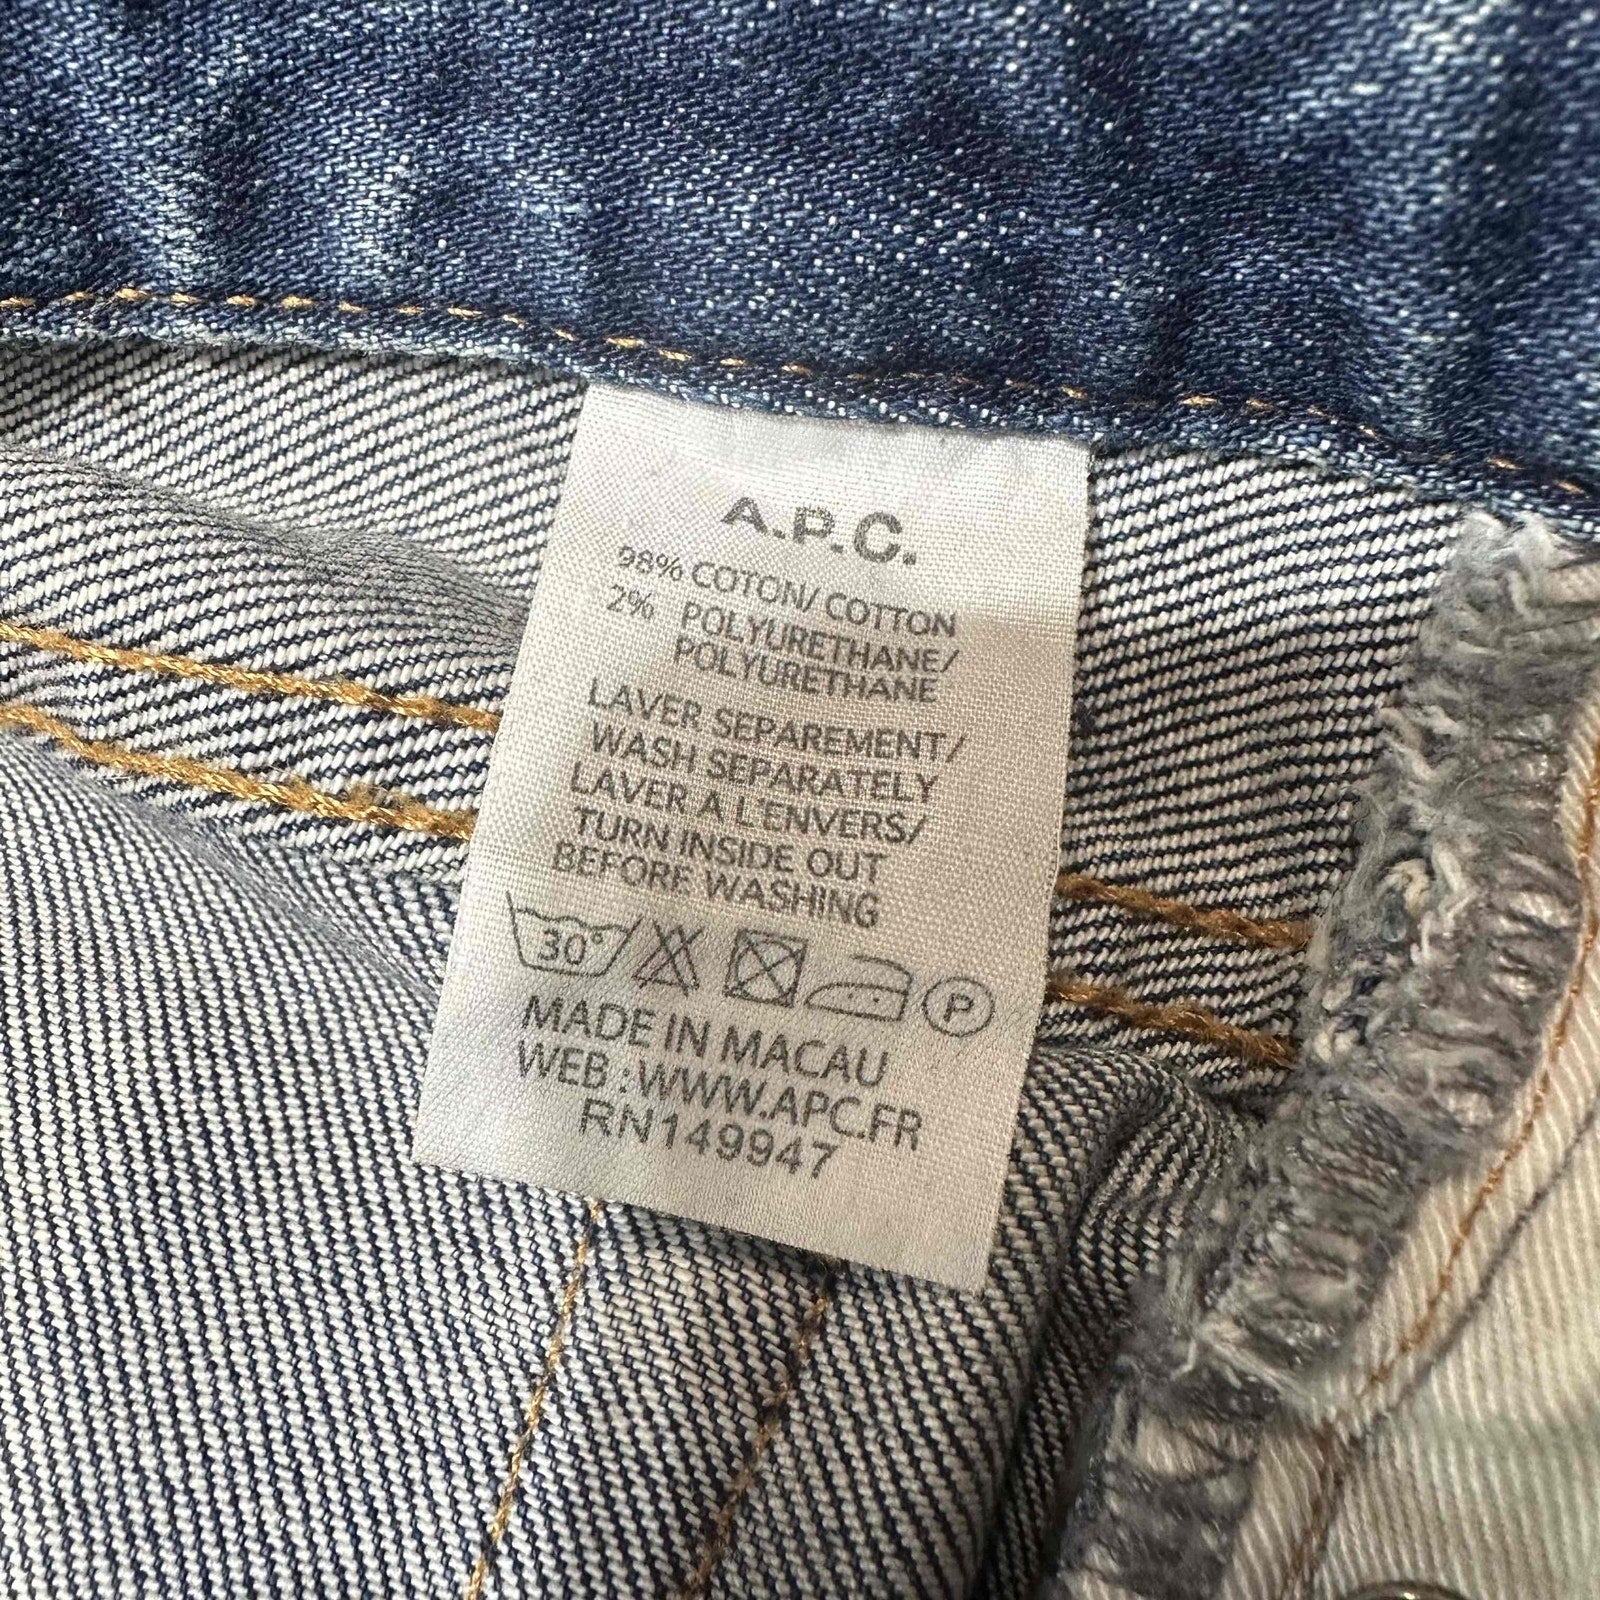 A.P.C.
98% COTON/ COTTON
2% POLYURETHANE/
POLYURETHANE
LAVER SEPAREMENT/
WASH SEPARATELY
LAVER A L'ENVERS/
TURN INSIDE OUT
BEFORE WASHING
30° P
MADE IN MACAU
WEB :WWW.APC.FR
RN149947